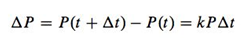 ΔP = P(t + Δt) − P(t) = kPΔt